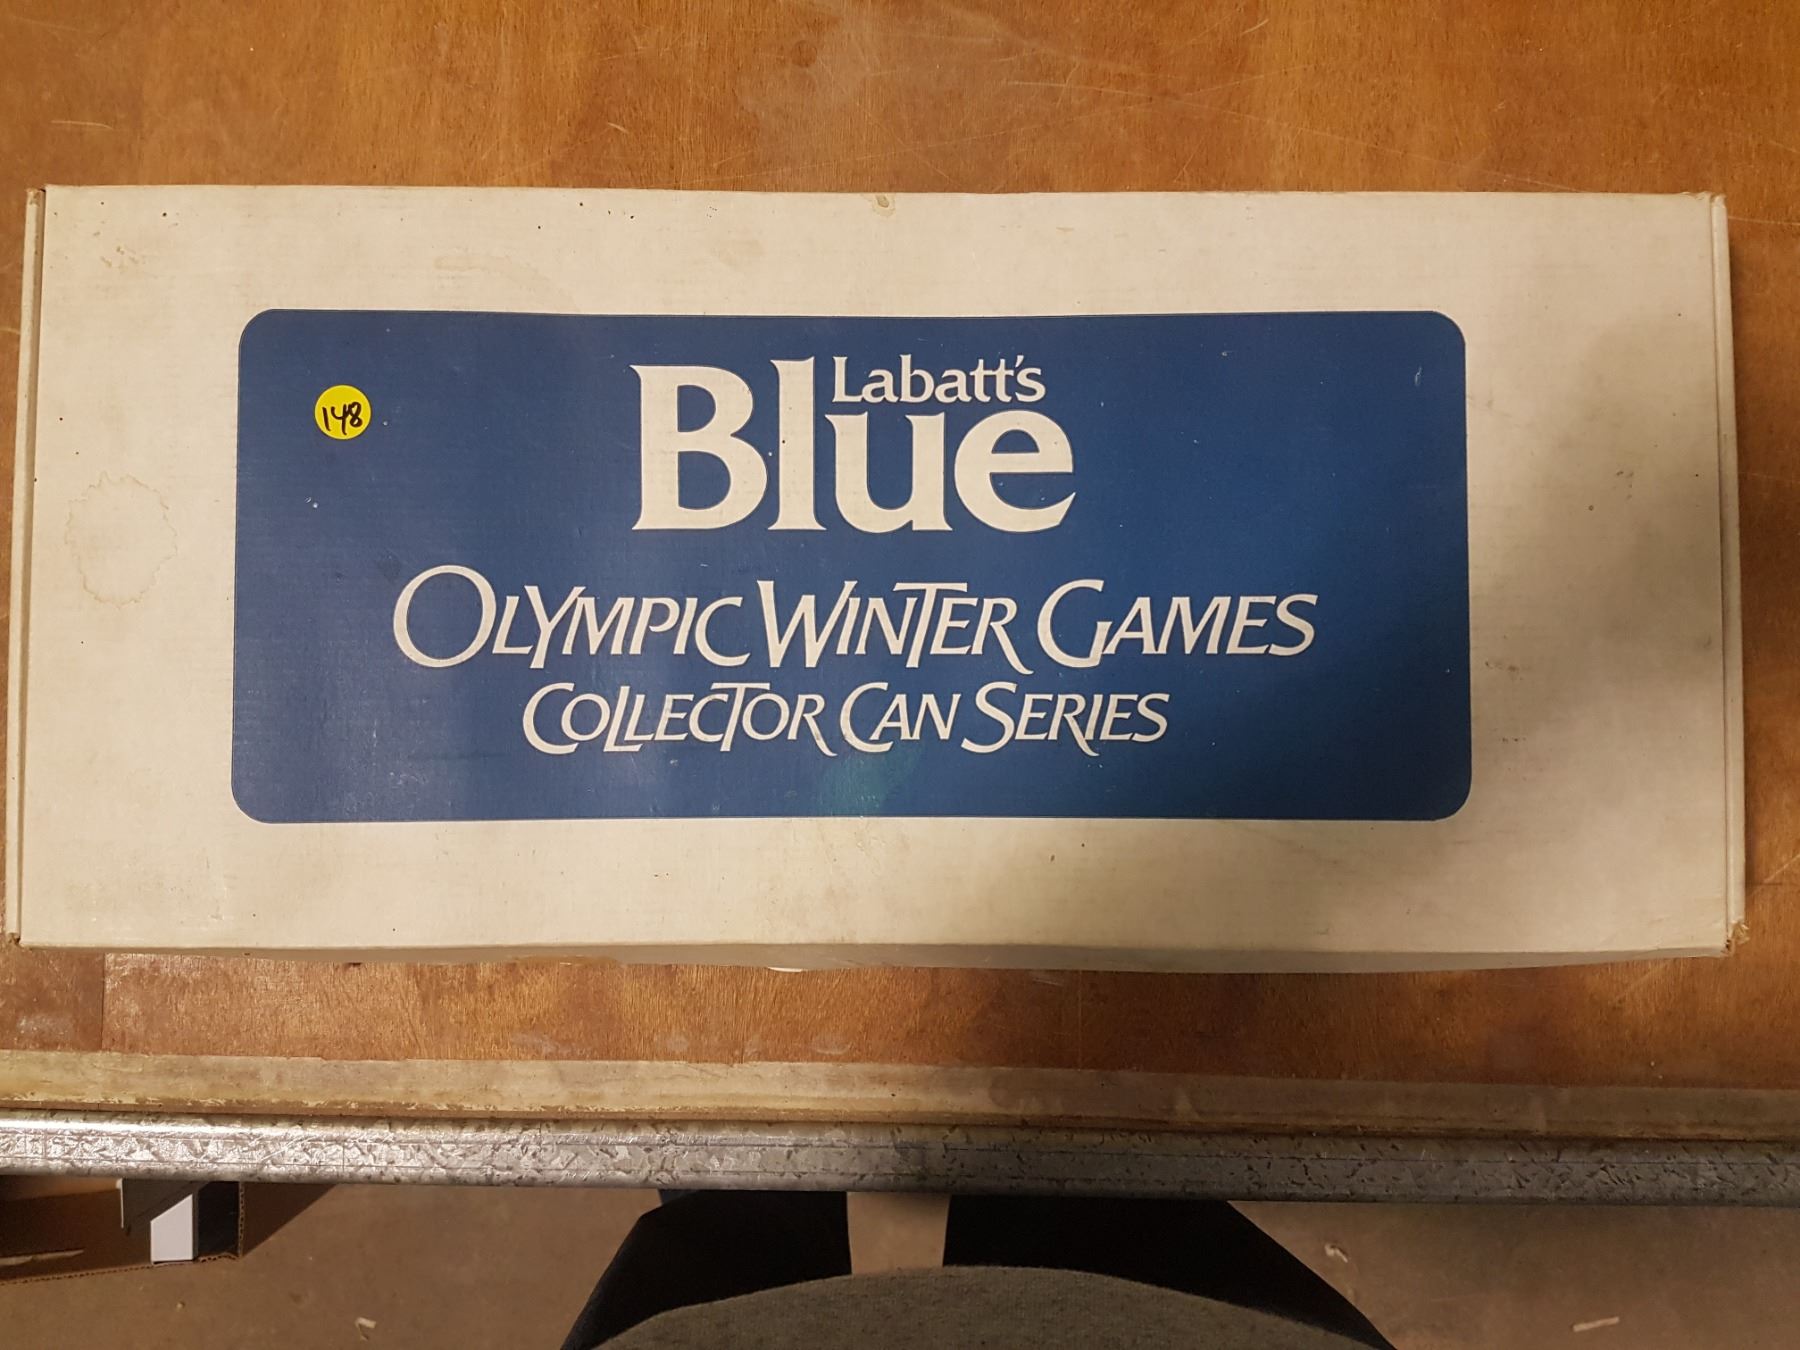 148
Labatt's
Blue
OLYMPIC WINTER GAMES
COLLECTOR CAN SERIES